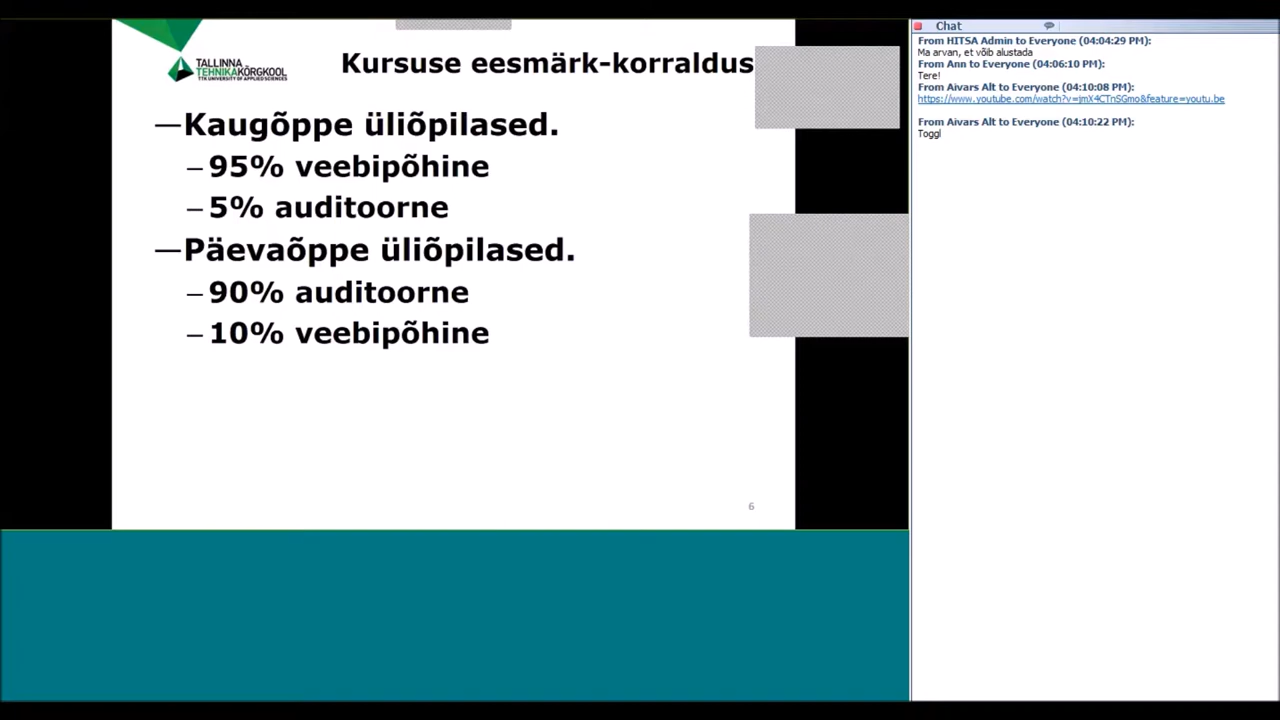 TALLINNA
TEHNIKAKÕRGKOOL
TTK UNIVERSITY OF APPLIED SCIENCES
Kursuse eesmärk-korraldus
—Kaugõppe üliõpilased.
–95% veebipõhine
–5% auditoorne
—Päevaõppe üliõpilased.
–90% auditoorne
–10% veebipõhine
6
Chat
From HITSA Admin to Everyone (04:04:29 PM):
Ma arvan, et võib alustada
From Ann to Everyone (04:06:10 PM):
Tere!
From Aivars Alt to Everyone (04:10:08 PM):
https://www.youtube.com/watch?v=jmX4CTnSGmo&feature=youtu.be
From Aivars Alt to Everyone (04:10:22 PM):
Toggl